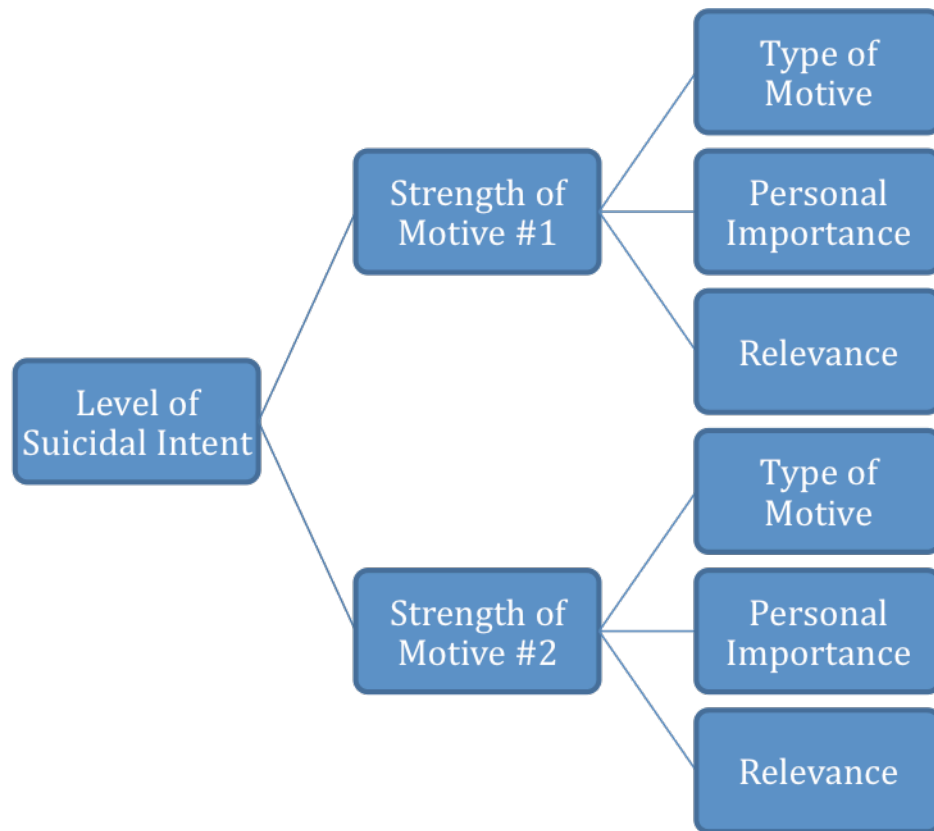 Level of
Suicidal Intent
Strength of
Motive #1
Type of
Motive
Personal
Importance
Relevance
Strength of
Motive #2
Type of
Motive
Personal
Importance
Relevance